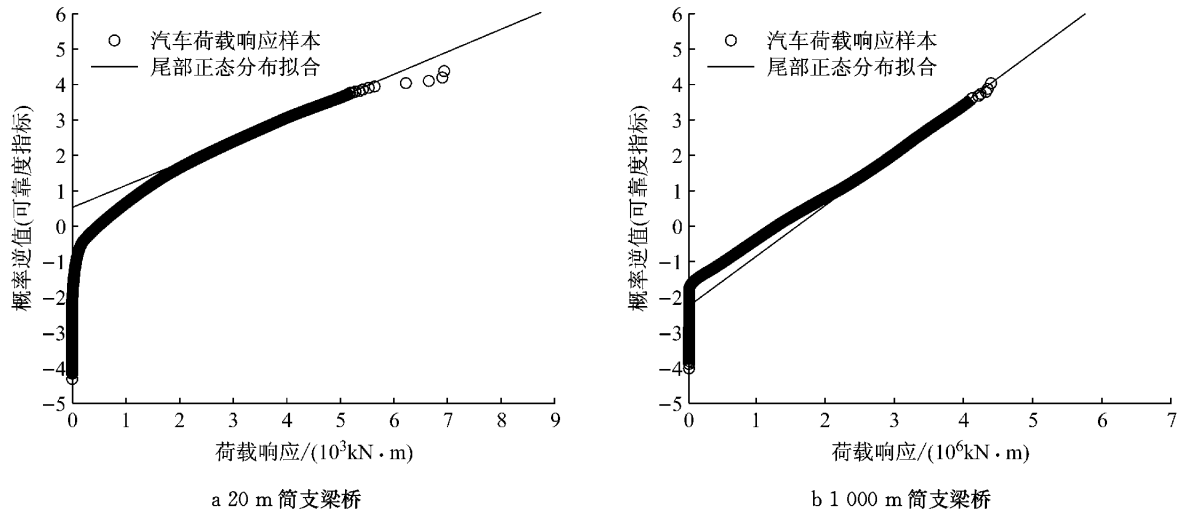 6
5
4
3
2
1
0
−1
−2
−3
−4
−5
概率逆值(可靠度指标)
汽车荷载响应样本
尾部正态分布拟合
0 1 2 3 4 5 6 7 8 9
荷载响应/(10³kN·m)
a 20 m 简支梁桥
6
5
4
3
2
1
0
−1
−2
−3
−4
−5
概率逆值(可靠度指标)
汽车荷载响应样本
尾部正态分布拟合
0 1 2 3 4 5 6 7
荷载响应/(10⁶kN·m)
b 1 000 m 简支梁桥